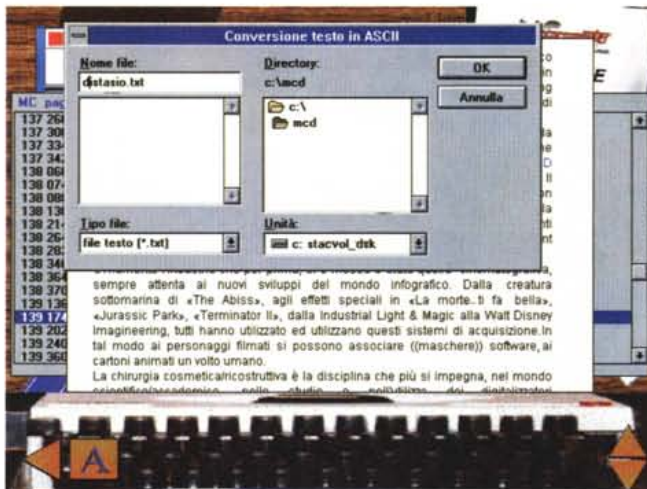 Conversione testo in ASCII
Nome file:
distasio.txt
Directory:
c:\mcd
OK
Annulla
c:\
mcd
Tipo file:
file testo (*.txt)
Unità:
c: stacvol_dsk
MC pag
137 30
137 33
137 34
138 06
138 07
138 08
138 13
138 21
138 26
138 28
138 34
138 36
138 37
139 13
139 17
139 20
139 24
139 36
sempre attenta ai nuovi sviluppi del mondo infografico. Dalla creatura
sottomarina di «The Abiss», agli effetti speciali in «La morte..ti fa bella»,
«Jurassic Park», «Terminator II», dalla Industrial Light & Magic alla Walt Disney
Imagineering, tutti hanno utilizzato ed utilizzano questi sistemi di acquisizione.In
tal modo ai personaggi filmati si possono associare ((maschere)) software, ai
cartoni animati un volto umano.
La chirurgia cosmetica/ricostruttiva è la disciplina che più si impegna, nel mondo
A